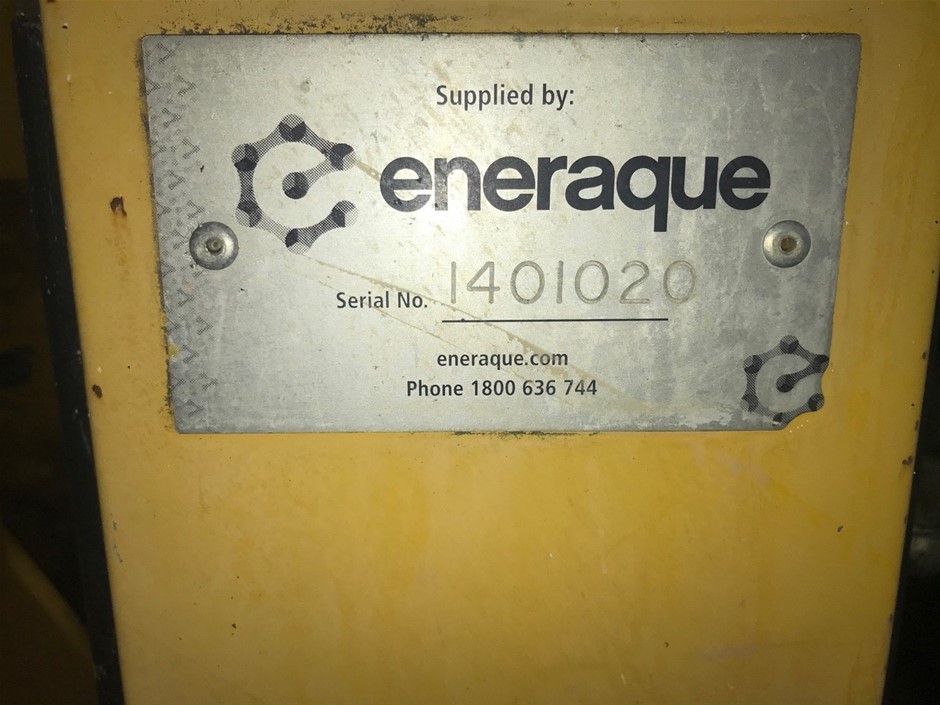 Supplied by:
eneraque
Serial No. 1401020
eneraque.com
Phone 1800 636 744